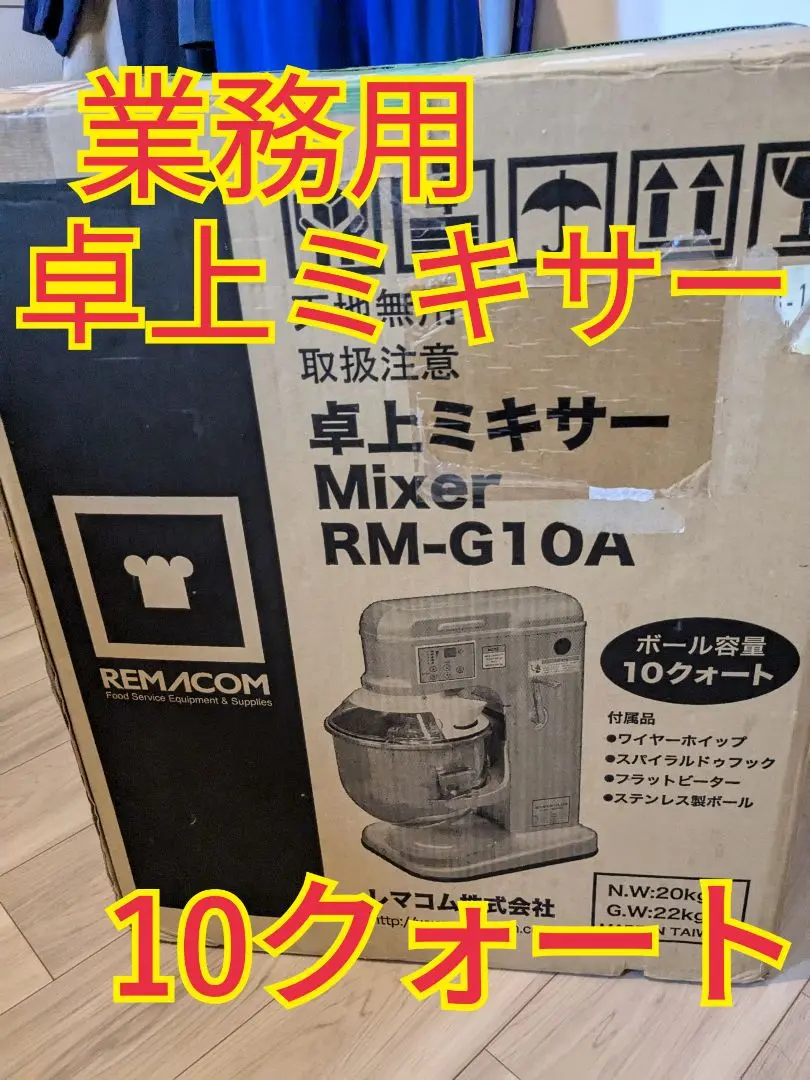 業務用
卓上ミキサー
天地無用
取扱注意
卓上ミキサー
Mixer
RM-G10A
REMACOM
Food Service Equipment & Supplies
ボール容量
10クォート
付属品
●ワイヤーホイップ
●スパイラルドゥフック
●フラットビーター
●ステンレス製ボール
レマコム株式会社
N.W:20kg
G.W:22kg
10クォート